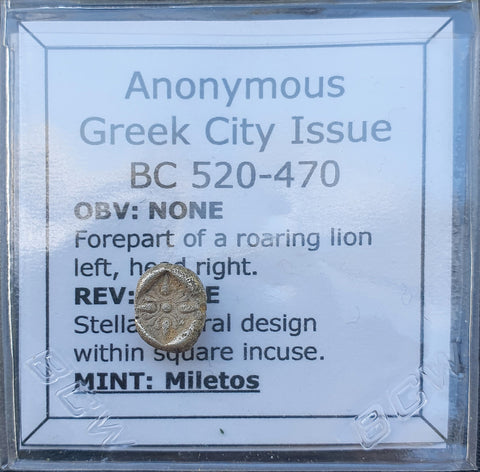 Anonymous
Greek City Issue
BC 520-470
OBV: NONE
Forepart of a roaring lion
left, right.
REV:
design
within square incuse.
MINT: Miletos
BCW
BCW